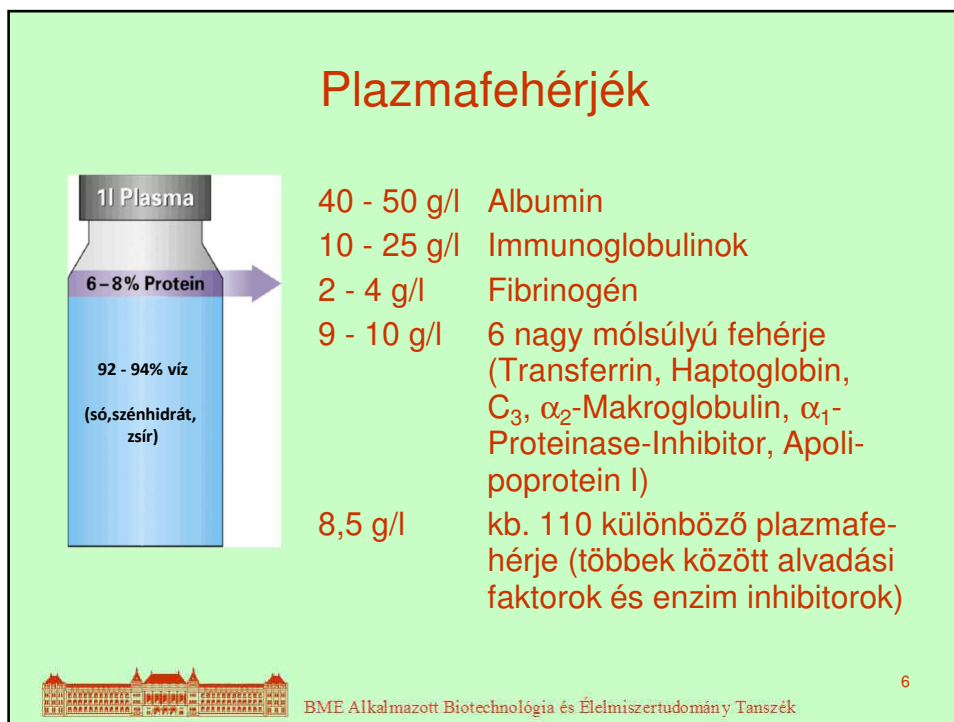 Plazmafehérjék
1l Plasma
6–8% Protein
92 - 94% víz
(só,szénhidrát,
zsír)
40 - 50 g/l Albumin
10 - 25 g/l Immunoglobulinok
2 - 4 g/l Fibrinogén
9 - 10 g/l 6 nagy mólsúlyú fehérje
(Transferrin, Haptoglobin,
C₃, α₂-Makroglobulin, α₁-
Proteinase-Inhibitor, Apoli-
poprotein I)
8,5 g/l kb. 110 különböző plazmafe-
hérje (többek között alvadási
faktorok és enzim inhibitorok)
BME Alkalmazott Biotechnológia és Élelmiszertudomány Tanszék
6